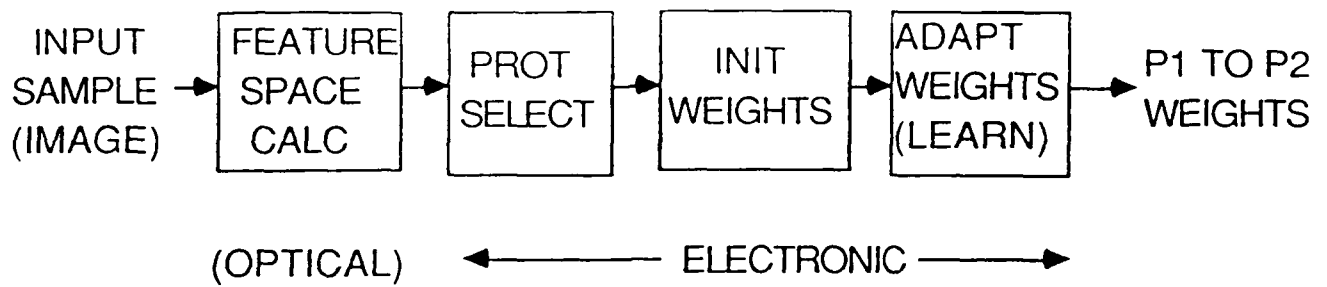 INPUT
SAMPLE
(IMAGE)
FEATURE
SPACE
CALC
PROT
SELECT
INIT
WEIGHTS
ADAPT
WEIGHTS
(LEARN)
P1 TO P2
WEIGHTS
(OPTICAL)
ELECTRONIC